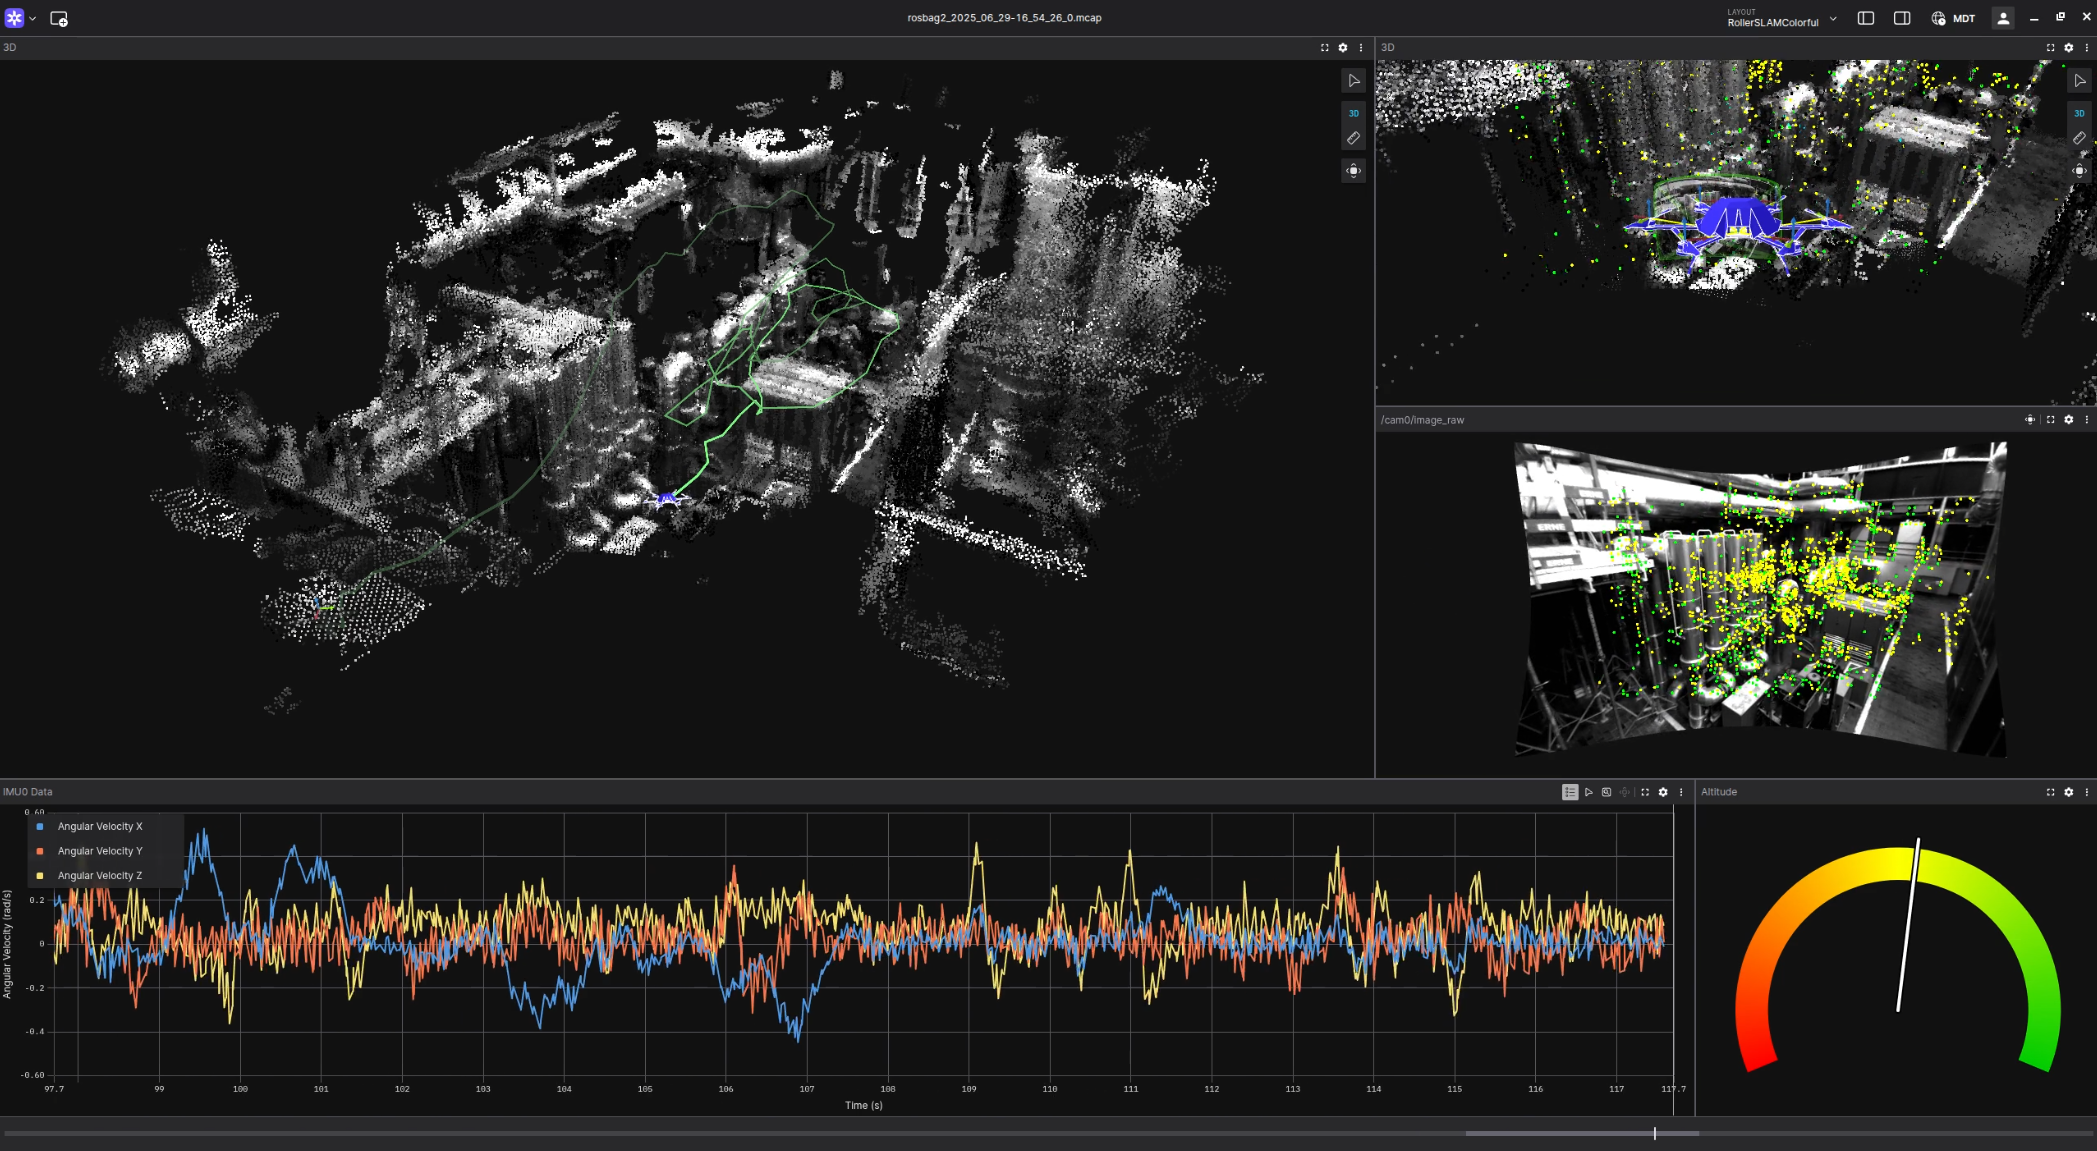 rosbag2_2025_06_29-16_54_26_0.mcap
LAYOUT
RollerSLAMColorful
MDT
3D
3D
3D
3D
/cam0/image_raw
ERHE
IMU0 Data
Altitude
Angular Velocity X
Angular Velocity Y
Angular Velocity Z
Angular Velocity (rad/s)
0.60
0.2
0
-0.2
-0.4
-0.60
97.7 99 100 101 102 103 104 105 106 107 108 109 110 111 112 113 114 115 116 117 117.7
Time (s)